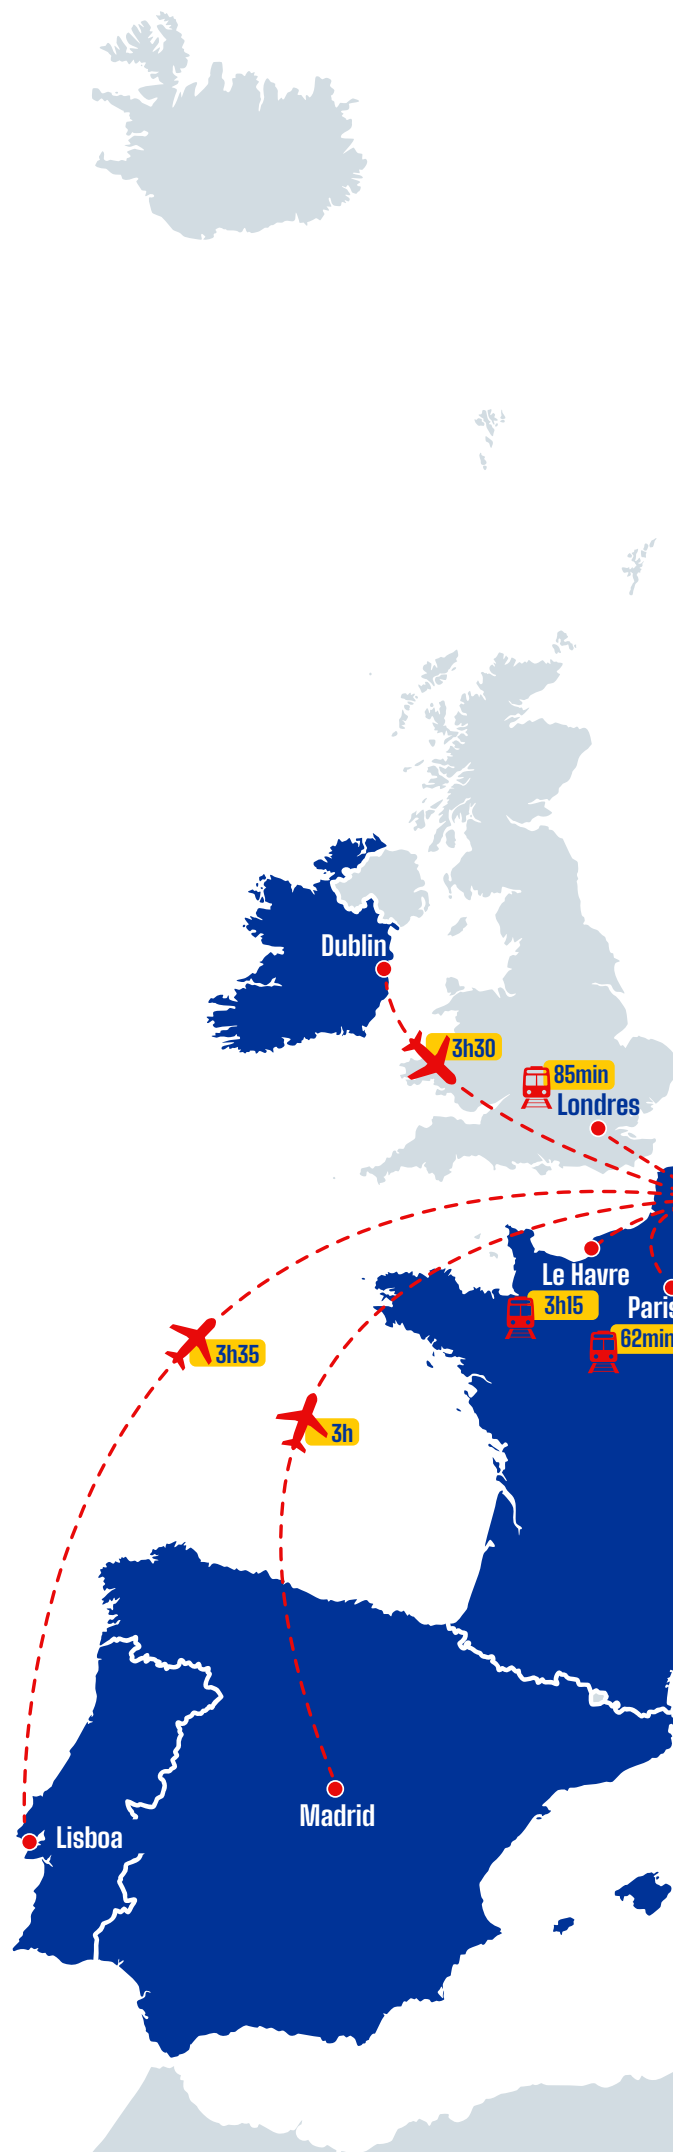 Dublin
3h30
85min
Londres
Le Havre
3h15
Paris
62min
3h35
3h
Madrid
Lisboa